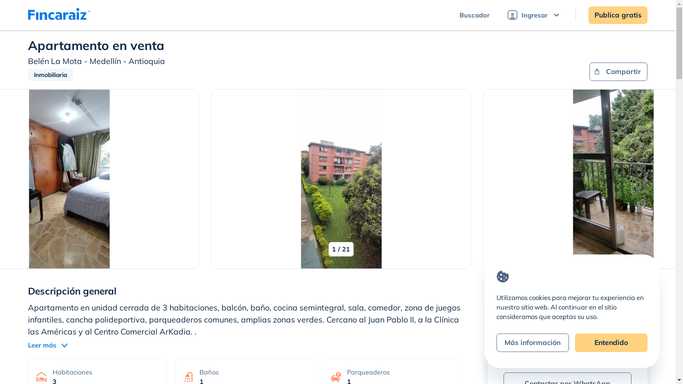 Fincaraiz
Buscador
Ingresar
Publica gratis
Apartamento en venta
Belén La Mota - Medellín - Antioquia
Inmobiliaria
Compartir
1 / 21
Descripción general
Apartamento en unidad cerrada de 3 habitaciones, balcón, baño, cocina semintegral, sala, comedor, zona de juegos
infantiles, cancha polideportiva, parqueaderos comunes, amplias zonas verdes. Cercano al Juan Pablo II, a la Clínica
las Américas y al Centro Comercial ArKadia. .
Leer más
Habitaciones
3
Baños
1
Parqueaderos
1
Utilizamos cookies para mejorar tu experiencia en
nuestro sitio web. Al continuar en el sitio
consideramos que aceptas su uso.
Más información
Entendido
Contactar por WhatsApp